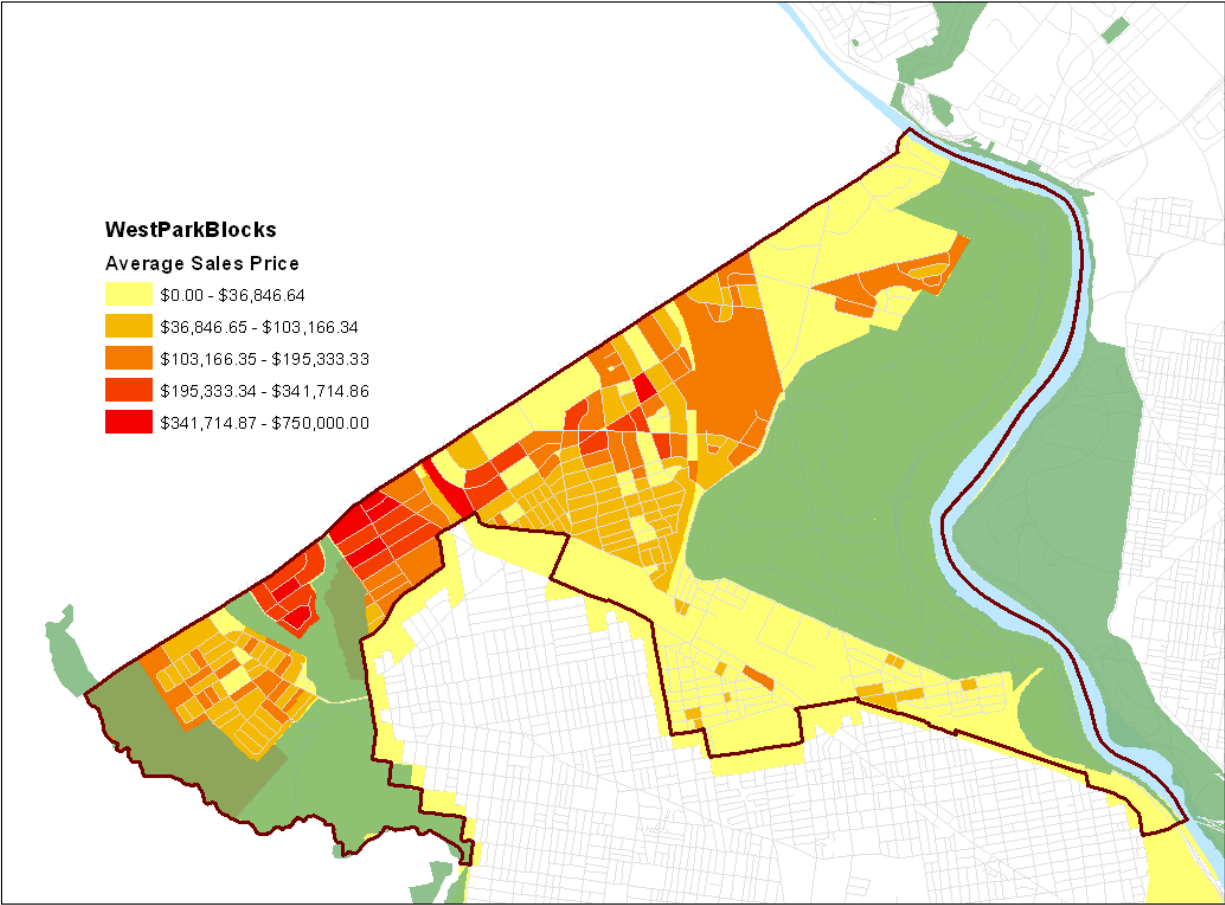 WestParkBlocks
Average Sales Price
$0.00 - $36,846.64
$36,846.65 - $103,166.34
$103,166.35 - $195,333.33
$195,333.34 - $341,714.86
$341,714.87 - $750,000.00